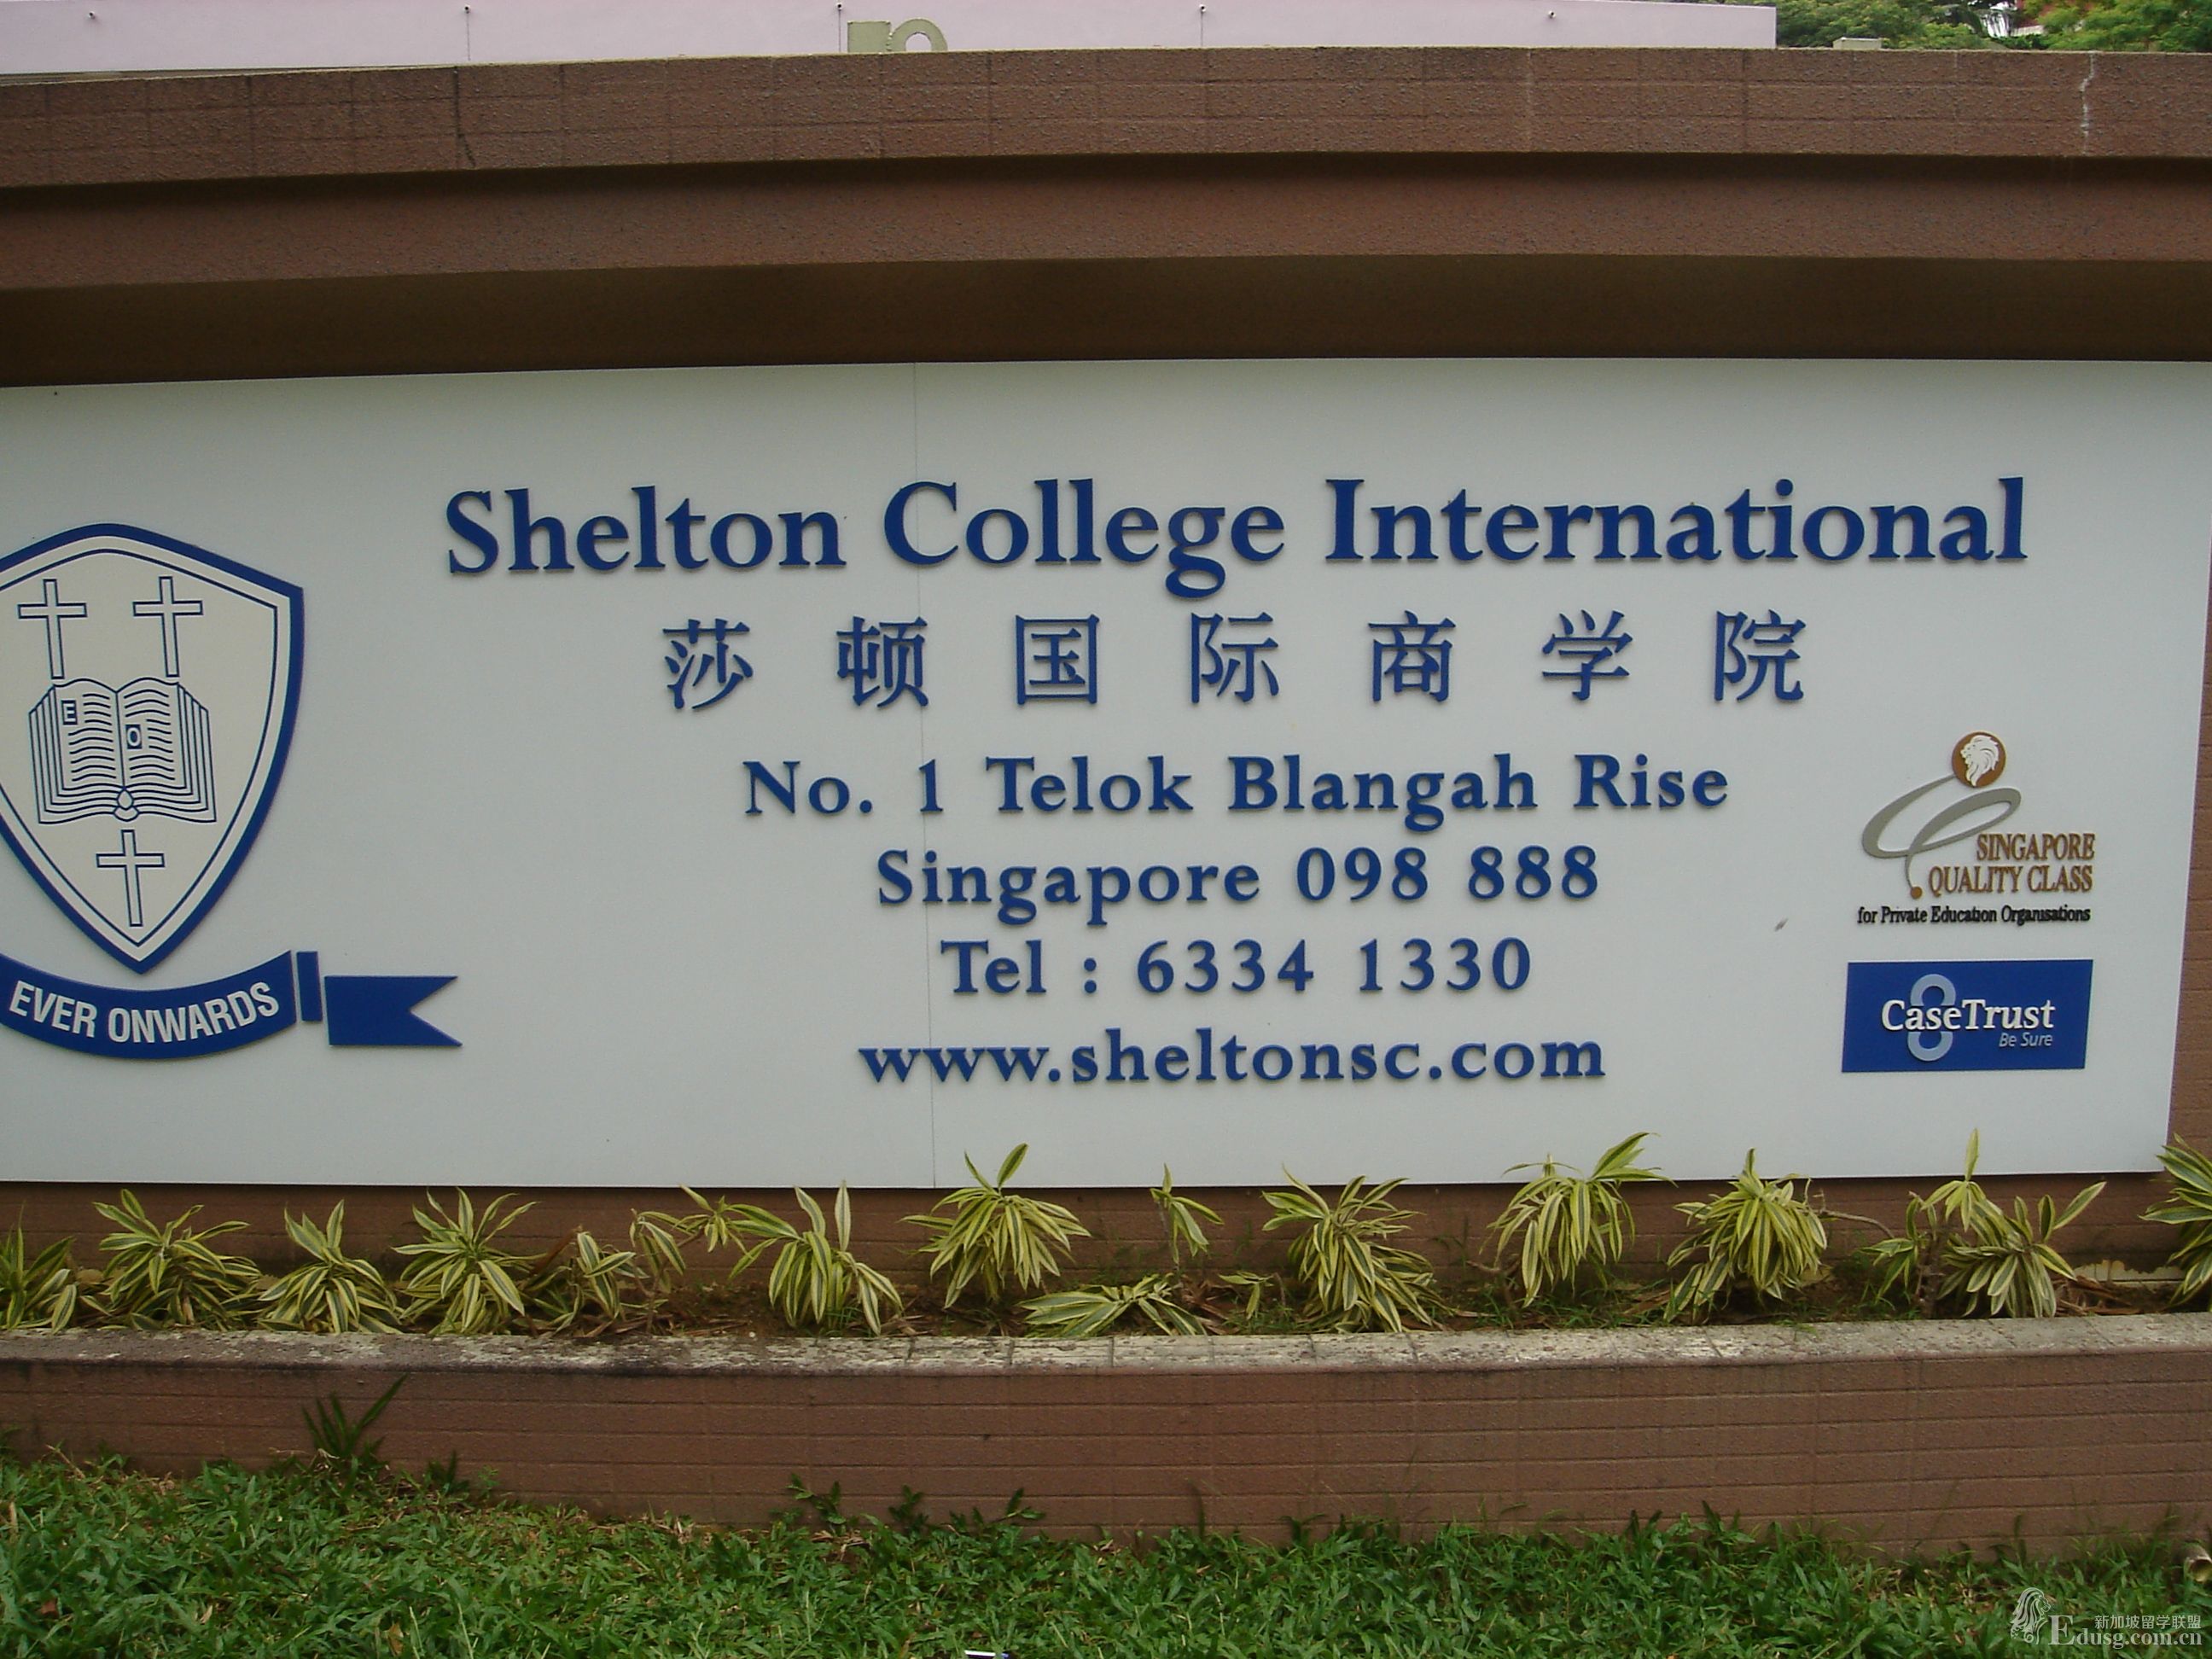 Shelton College International
莎顿国际商学院
No. 1 Telok Blangah Rise
Singapore 098 888
Tel : 6334 1330
www.sheltonsc.com
E
O
EVER ONWARDS
SINGAPORE
QUALITY CLASS
for Private Education Organisations
CaseTrust
Be Sure
新加坡留学联盟
Edusg.com.cn